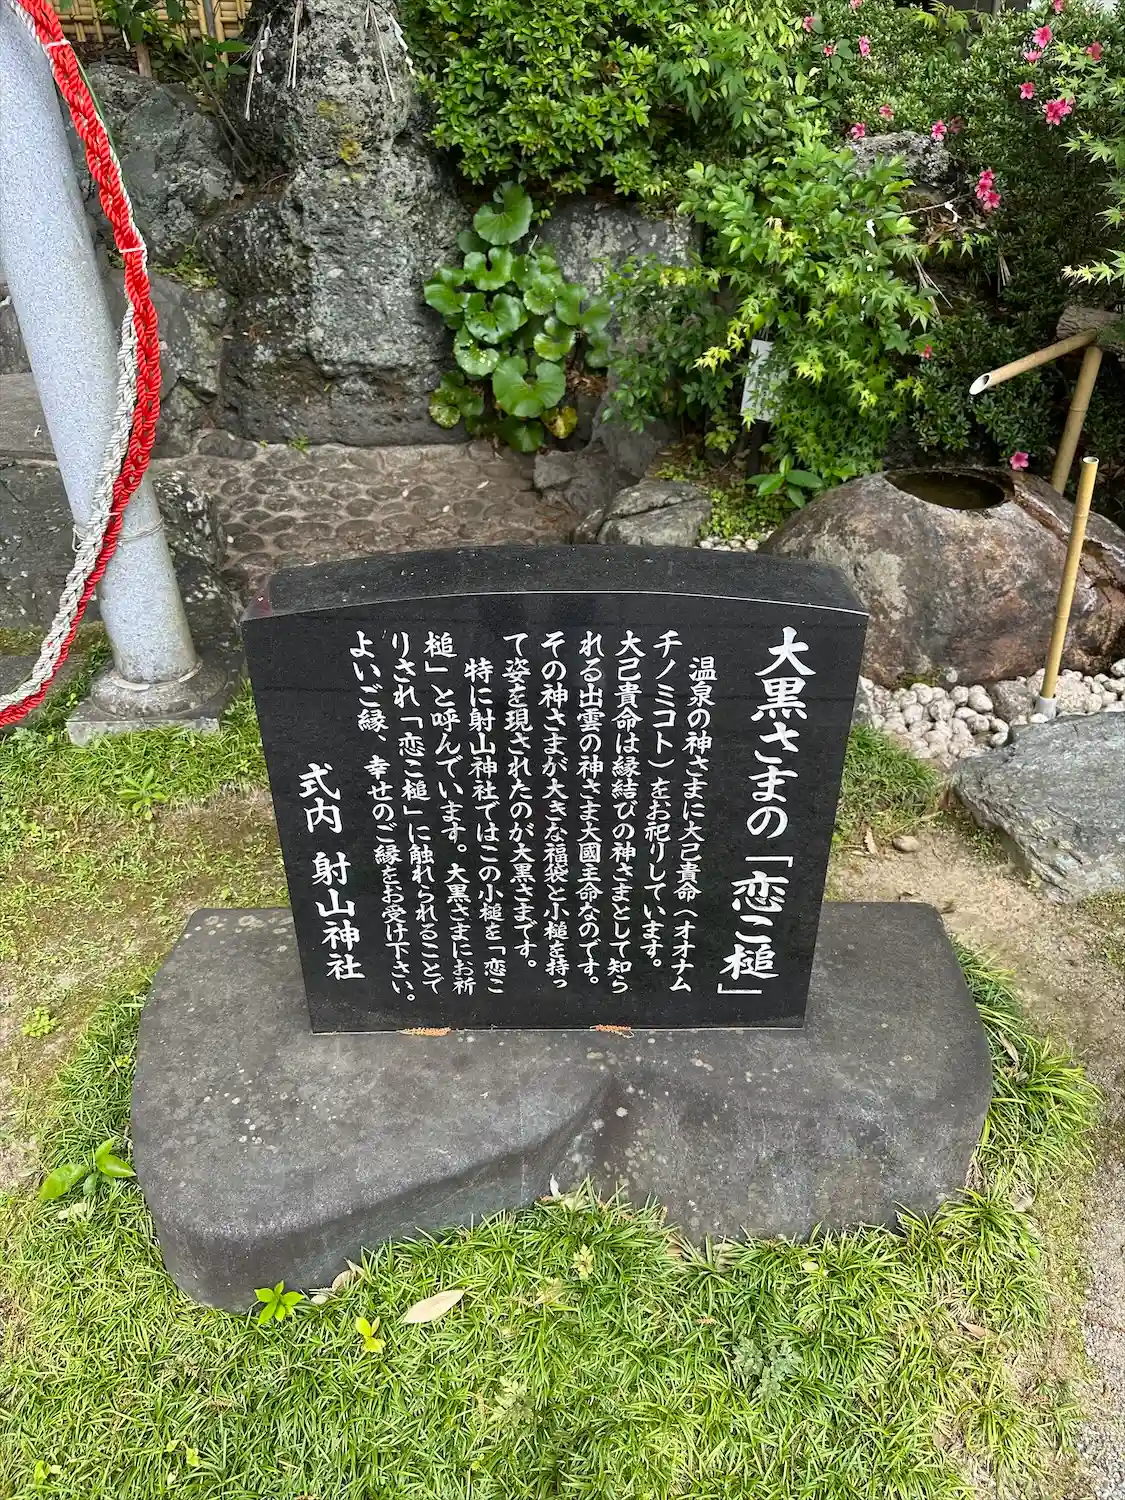 大黒さまの「恋こ槌」
温泉の神さまに大己貴命（オオナム
チノミコト）をお祀りしています。
大己貴命は縁結びの神さまとして知ら
れる出雲の神さま大國主命なのです。
その神さまが大きな福袋と小槌を持っ
て姿を現されたのが大黒さまです。
特に射山神社ではこの小槌を「恋こ
槌」と呼んでいます。大黒さまにお祈
りされ「恋こ槌」に触れられることで
よいご縁、幸せのご縁をお受け下さい。
式内 射山神社